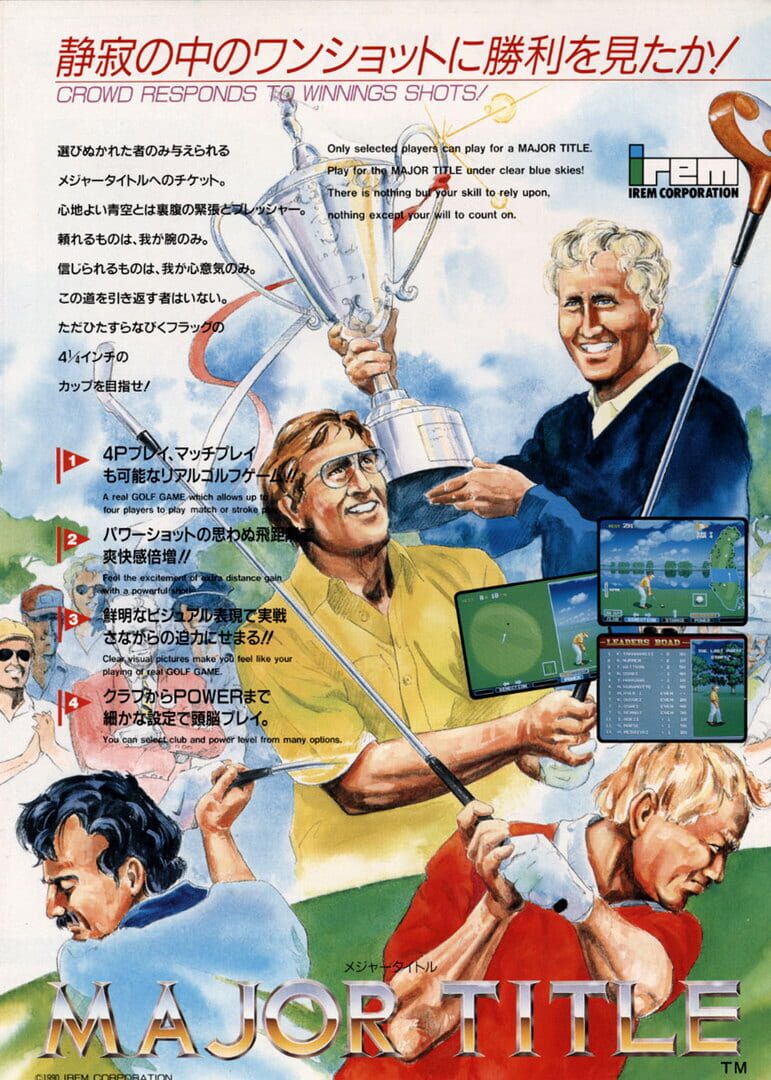 静寂の中のワンショットに勝利を見たか!
CROWD RESPONDS TO WINNINGS SHOTS!
選びぬかれた者のみ与えられる
メジャータイトルへのチケット。
心地よい青空とは裏腹の緊張とプレッシャー。
頼れるものは、我が腕のみ。
信じられるものは、我が心意気のみ。
この道を引き返す者はいない。
ただひたすらなびくフラッグの
4¼インチの
カップを目指せ!
Only selected players can play for a MAJOR TITLE.
Play for the MAJOR TITLE under clear blue skies!
There is nothing but your skill to rely upon,
nothing except your will to count on.
irem
IREM CORPORATION
1 4Pプレイ、マッチプレイ
も可能なリアルゴルフゲーム!!
A real GOLF GAME which allows up to
four players to play match or stroke play.
2 パワーショットの思わぬ飛距離で
爽快感倍増!!
Feel the excitement of extra distance gain
with a powerful shot!
3 鮮明なビジュアル表現で実戦
さながらの迫力にせまる!!
Clear visual pictures make you feel like your
playing of real GOLF GAME.
4 クラブからPOWERまで
細かな設定で頭脳プレイ。
You can select club and power level from many options.
LEADERS BOAD
メジャータイトル
MAJOR TITLE
TM
©1990 IREM CORPORATION